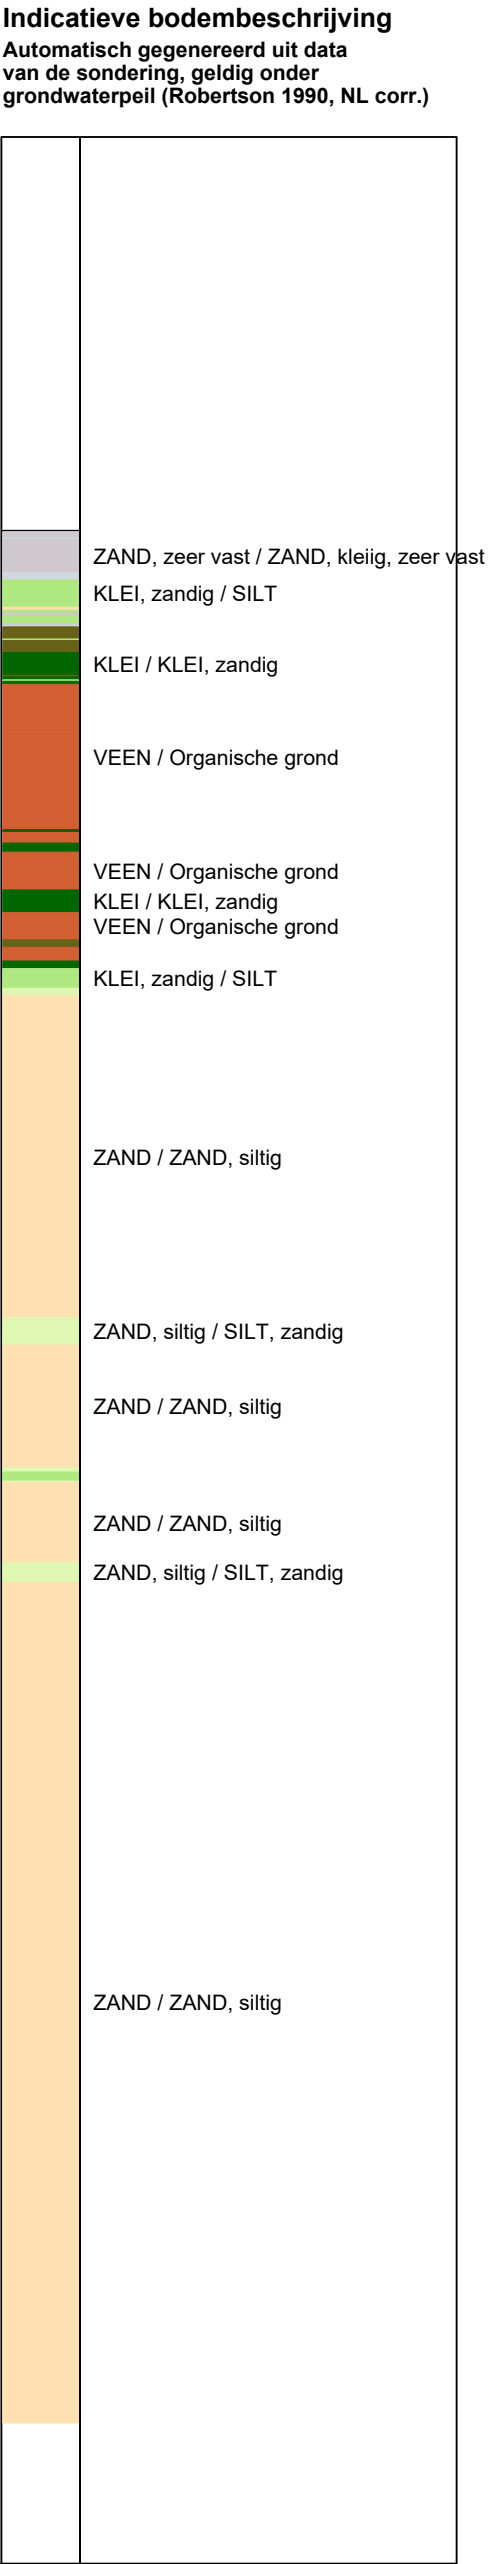 Indicatieve bodembeschrijving
Automatisch gegenereerd uit data
van de sondering, geldig onder
grondwaterpeil (Robertson 1990, NL corr.)
ZAND, zeer vast / ZAND, kleiig, zeer vast
KLEI, zandig / SILT
KLEI / KLEI, zandig
VEEN / Organische grond
VEEN / Organische grond
KLEI / KLEI, zandig
VEEN / Organische grond
KLEI, zandig / SILT
ZAND / ZAND, siltig
ZAND, siltig / SILT, zandig
ZAND / ZAND, siltig
ZAND / ZAND, siltig
ZAND, siltig / SILT, zandig
ZAND / ZAND, siltig